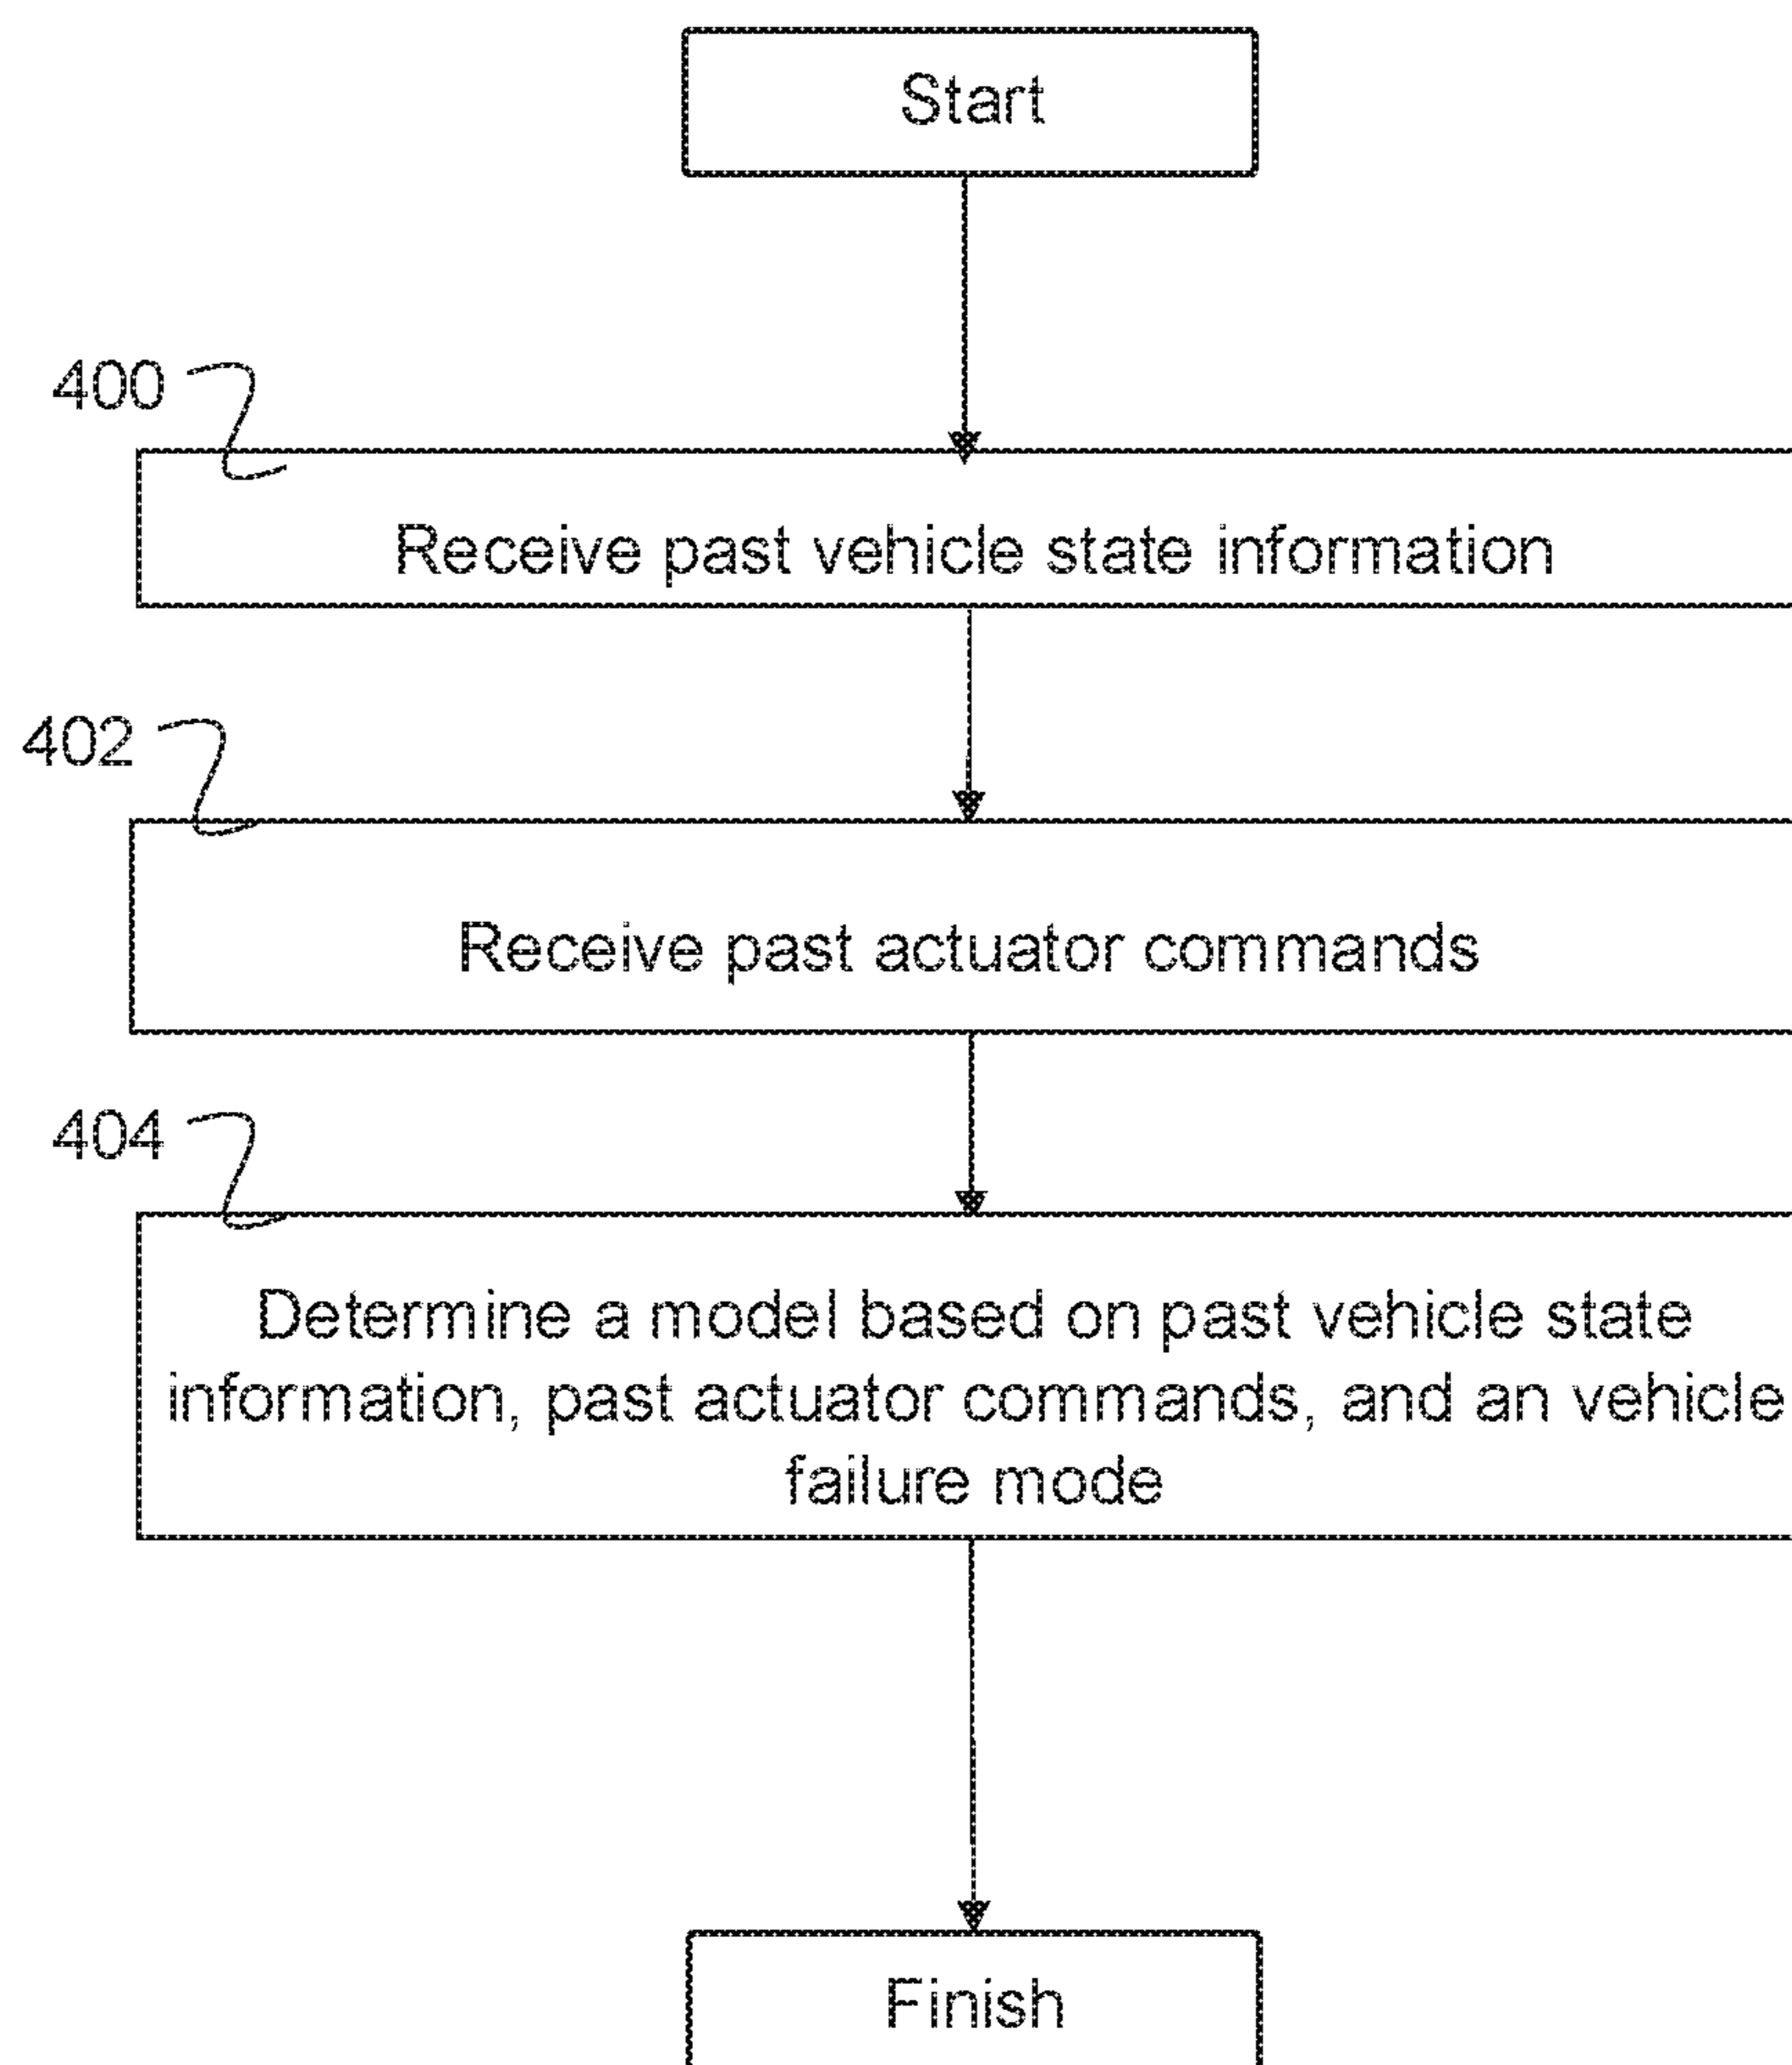 Start
400
Receive past vehicle state information
402
Receive past actuator commands
404
Determine a model based on past vehicle state
information, past actuator commands, and an vehicle
failure mode
Finish